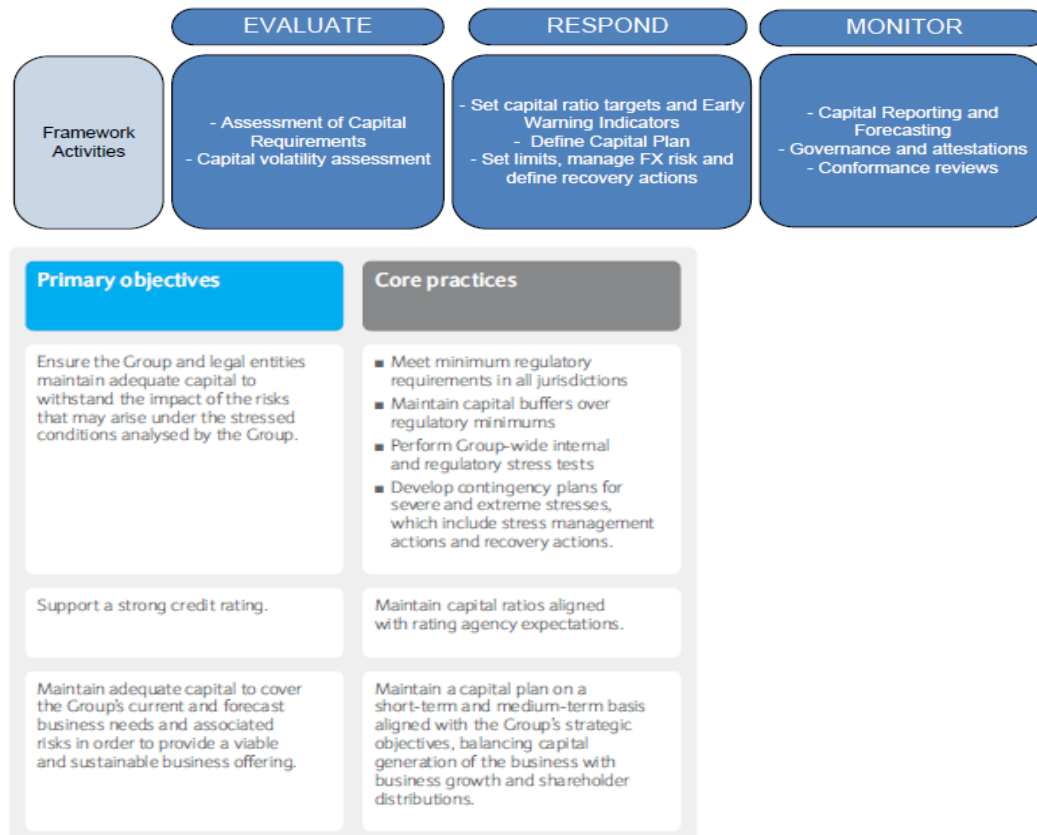 EVALUATE
RESPOND
MONITOR
Framework
Activities
- Assessment of Capital
Requirements
- Capital volatility assessment
- Set capital ratio targets and Early
Warning Indicators
- Define Capital Plan
- Set limits, manage FX risk and
define recovery actions
- Capital Reporting and
Forecasting
- Governance and attestations
- Conformance reviews
Primary objectives
Core practices
Ensure the Group and legal entities
maintain adequate capital to
withstand the impact of the risks
that may arise under the stressed
conditions analysed by the Group.
■ Meet minimum regulatory
requirements in all jurisdictions
■ Maintain capital buffers over
regulatory minimums
■ Perform Group-wide internal
and regulatory stress tests
■ Develop contingency plans for
severe and extreme stresses,
which include stress management
actions and recovery actions.
Support a strong credit rating.
Maintain capital ratios aligned
with rating agency expectations.
Maintain adequate capital to cover
the Group's current and forecast
business needs and associated
risks in order to provide a viable
and sustainable business offering.
Maintain a capital plan on a
short-term and medium-term basis
aligned with the Group's strategic
objectives, balancing capital
generation of the business with
business growth and shareholder
distributions.